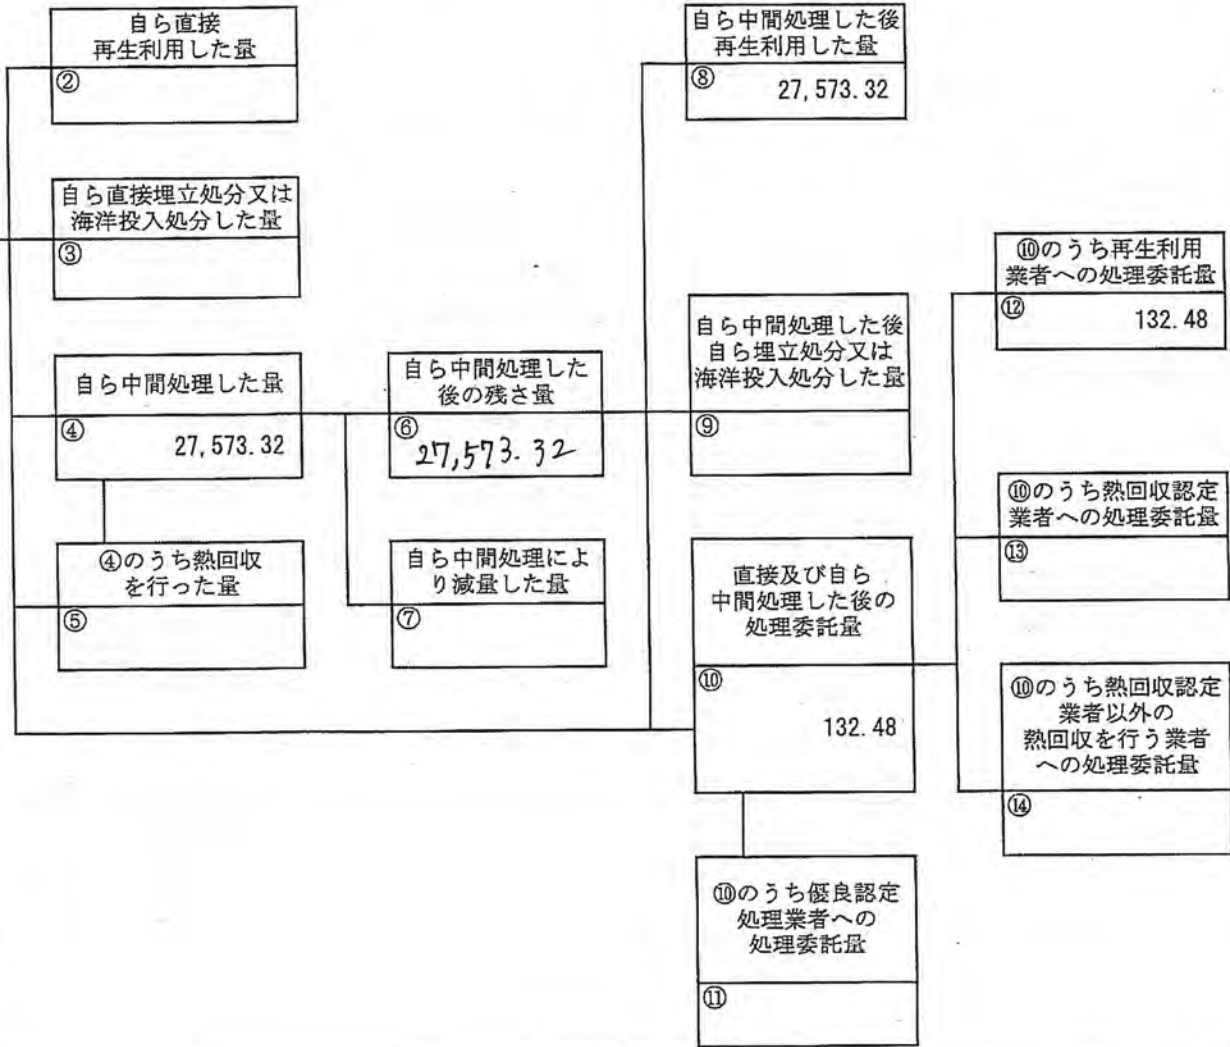 自ら直接
再生利用した量
②
自ら中間処理した後
再生利用した量
⑧
27,573.32
自ら直接埋立処分又は
海洋投入処分した量
③
⑩のうち再生利用
業者への処理委託量
⑫
132.48
自ら中間処理した後
自ら埋立処分又は
海洋投入処分した量
⑨
自ら中間処理した量
④
27,573.32
自ら中間処理した
後の残さ量
⑥
27,573.32
⑩のうち熱回収認定
業者への処理委託量
⑬
④のうち熱回収
を行った量
⑤
自ら中間処理によ
り減量した量
⑦
直接及び自ら
中間処理した後の
処理委託量
⑩
132.48
⑩のうち熱回収認定
業者以外の
熱回収を行う業者
への処理委託量
⑭
⑩のうち優良認定
処理業者への
処理委託量
⑪